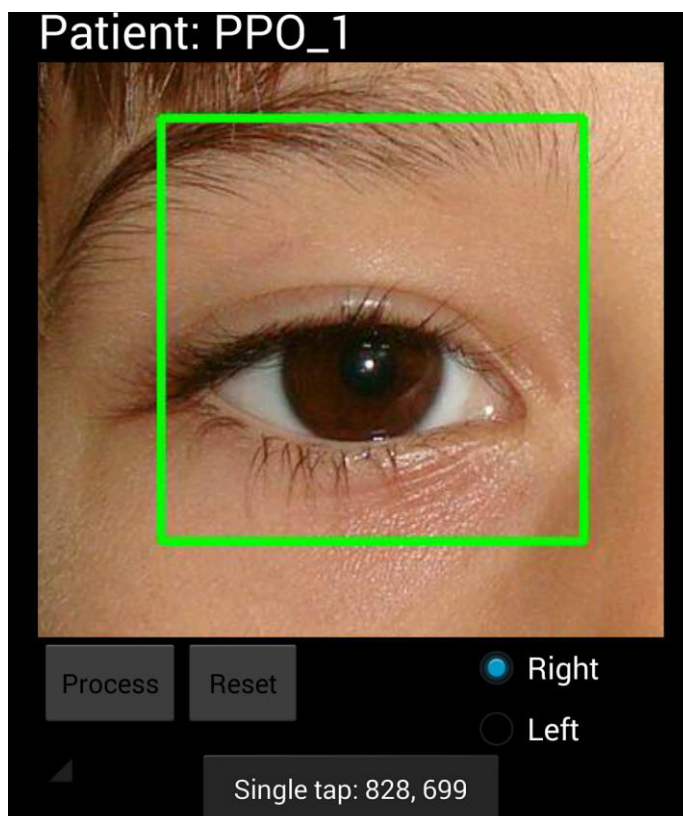 Patient: PPO_1
Process Reset
Right
Left
Single tap: 828, 699